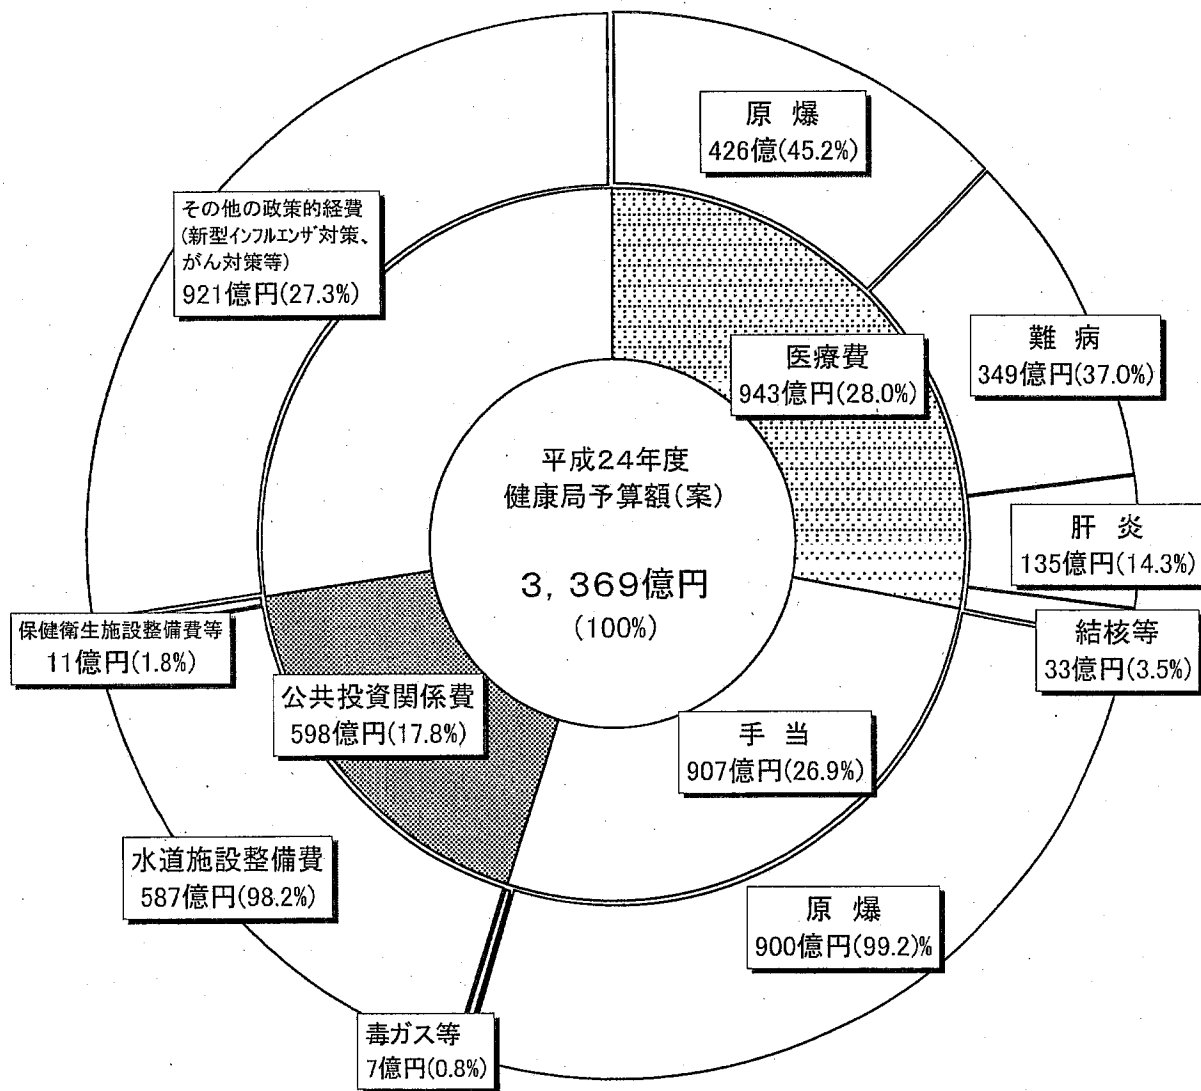 原 爆
426億(45.2%)
その他の政策的経費
(新型インフルエンザ対策、
がん対策等)
921億円(27.3%)
難 病
349億円(37.0%)
医療費
943億円(28.0%)
平成24年度
健康局予算額(案)
3,369億円
(100%)
肝 炎
135億円(14.3%)
結核等
33億円(3.5%)
保健衛生施設整備費等
11億円(1.8%)
公共投資関係費
598億円(17.8%)
手 当
907億円(26.9%)
水道施設整備費
587億円(98.2%)
原 爆
900億円(99.2)%
毒ガス等
7億円(0.8%)